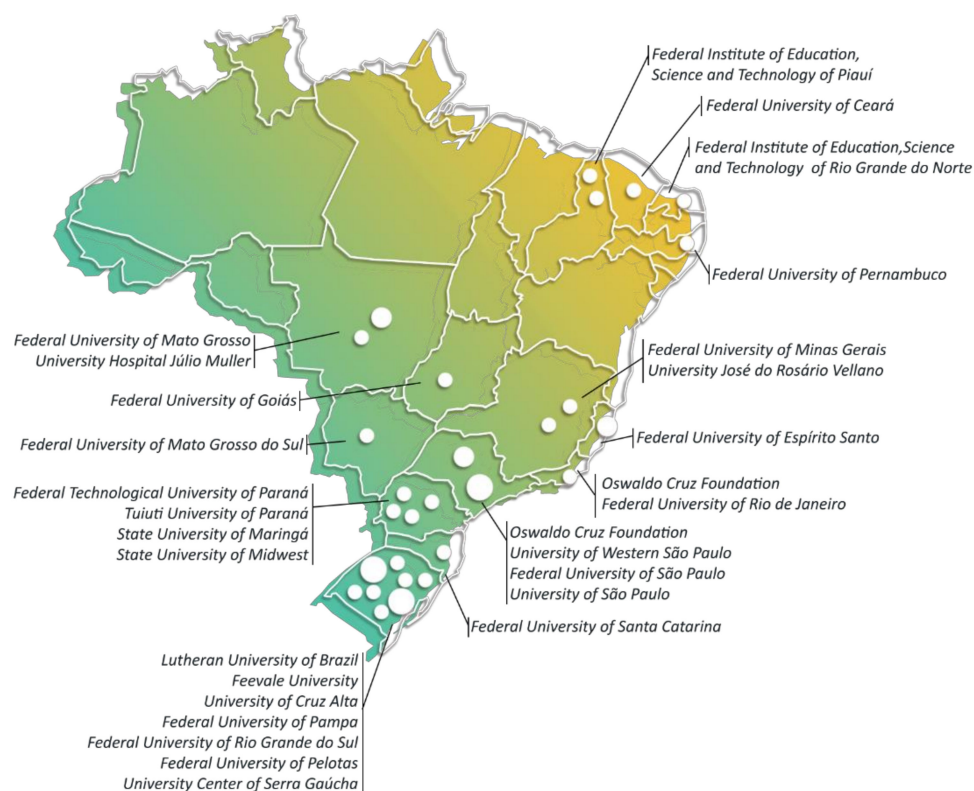 Federal Institute of Education,
Science and Technology of Piauí
Federal University of Ceará
Federal Institute of Education,Science
and Technology of Rio Grande do Norte
Federal University of Pernambuco
Federal University of Mato Grosso
University Hospital Júlio Muller
Federal University of Minas Gerais
University José do Rosário Vellano
Federal University of Goiás
Federal University of Mato Grosso do Sul
Federal University of Espírito Santo
Federal Technological University of Paraná
Tuiuti University of Paraná
State University of Maringá
State University of Midwest
Oswaldo Cruz Foundation
Federal University of Rio de Janeiro
Oswaldo Cruz Foundation
University of Western São Paulo
Federal University of São Paulo
University of São Paulo
Federal University of Santa Catarina
Lutheran University of Brazil
Feevale University
University of Cruz Alta
Federal University of Pampa
Federal University of Rio Grande do Sul
Federal University of Pelotas
University Center of Serra Gaúcha